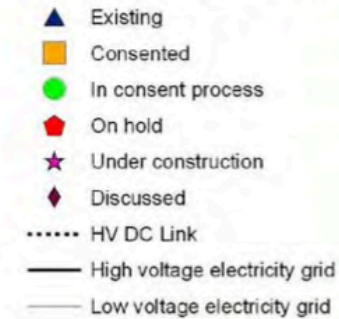 Existing
Consented
In consent process
On hold
Under construction
Discussed
HV DC Link
High voltage electricity grid
Low voltage electricity grid